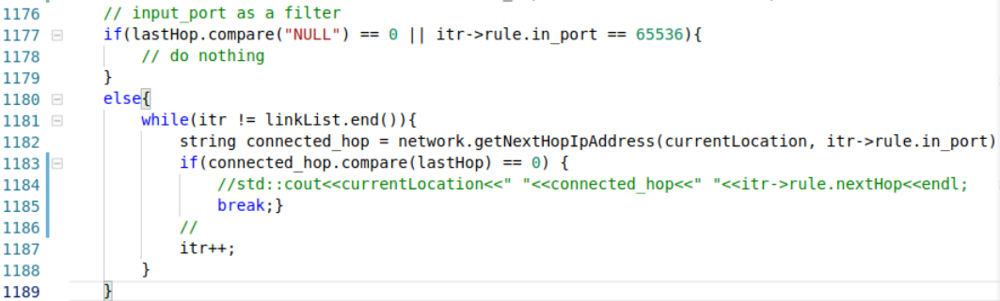 1176 // input_port as a filter
1177 if(lastHop.compare("NULL") == 0 || itr->rule.in_port == 65536){
1178 // do nothing
1179 }
1180 else{
1181 while(itr != linkList.end()){
1182 string connected_hop = network.getNextHopIpAddress(currentLocation, itr->rule.in_port)
1183 if(connected_hop.compare(lastHop) == 0) {
1184 //std::cout<<currentLocation<<" "<<connected_hop<<" "<<itr->rule.nextHop<<endl;
1185 break;}
1186 //
1187 itr++;
1188 }
1189 }